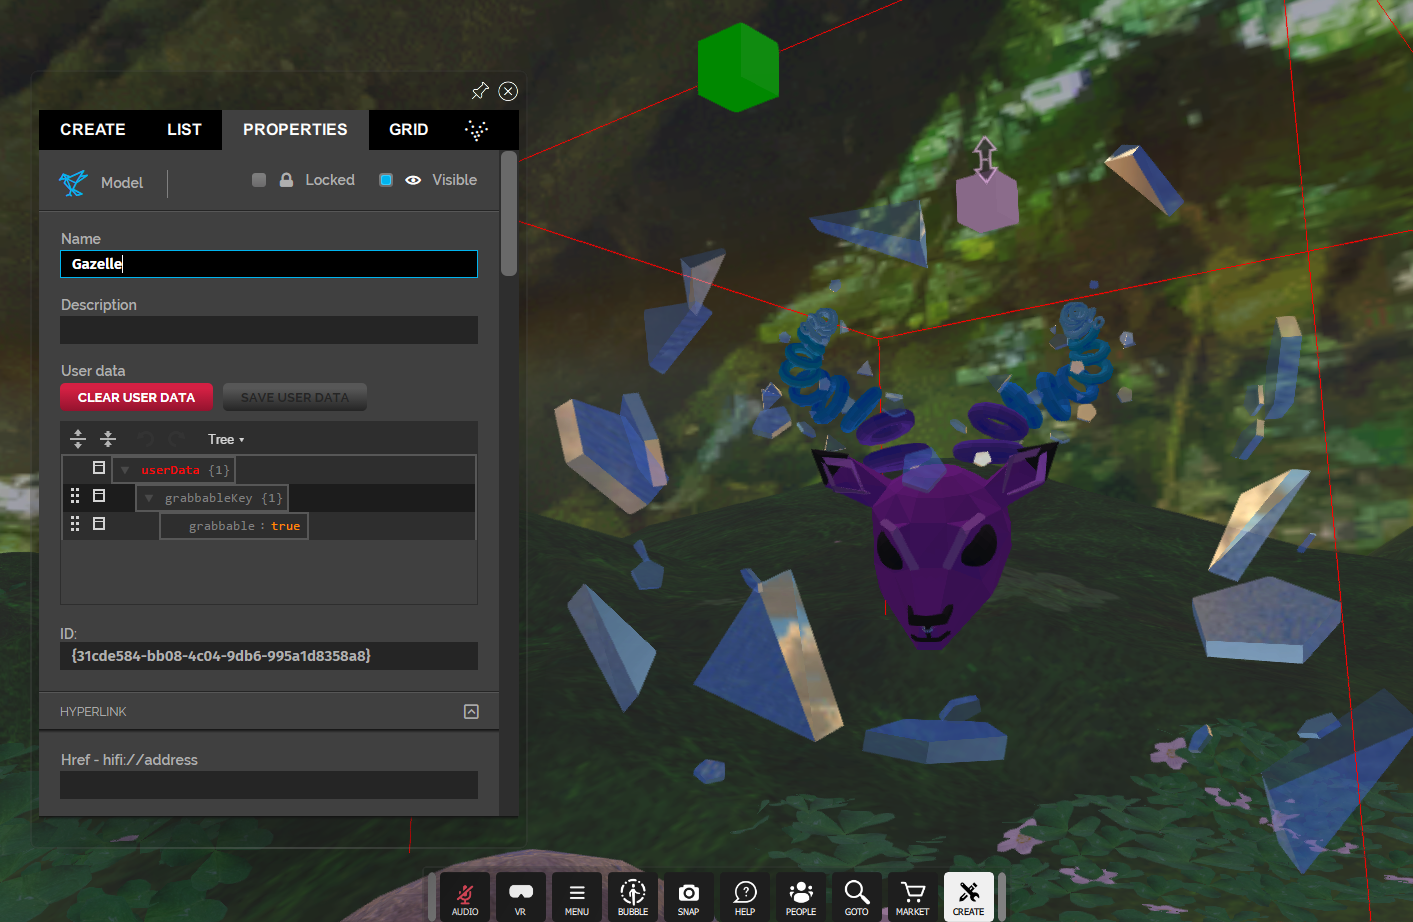 CREATE LIST PROPERTIES GRID
Model Locked Visible
Name
Gazelle
Description
User data
CLEAR USER DATA SAVE USER DATA
Tree
userData {1}
grabbableKey {1}
grabbable : true
ID:
{31cde584-bb08-4c04-9db6-995a1d8358a8}
HYPERLINK
Href - hifi://address
AUDIO VR MENU BUBBLE SNAP HELP PEOPLE GOTO MARKET CREATE